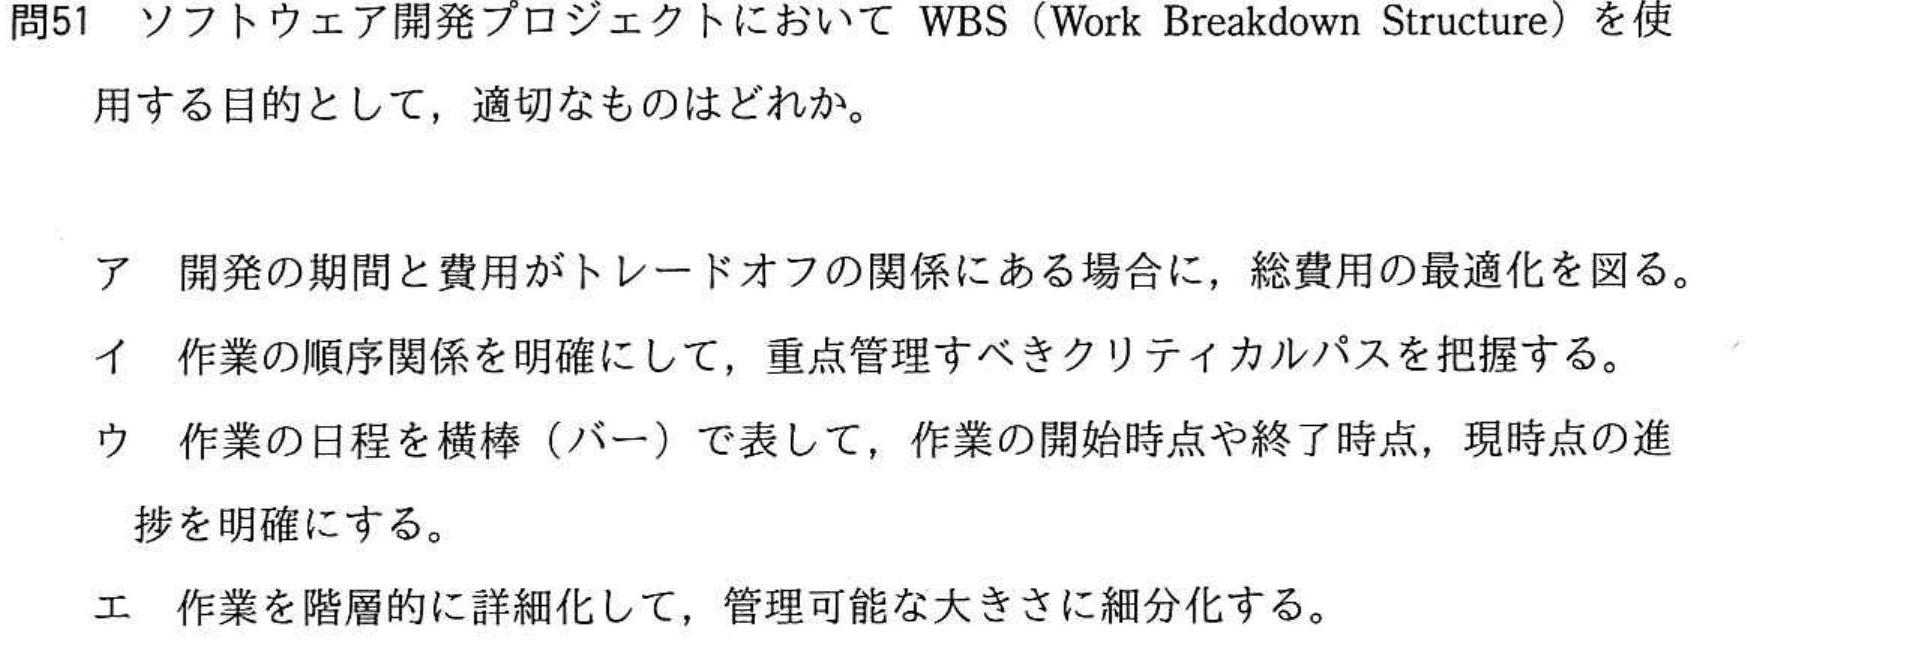 問51　ソフトウェア開発プロジェクトにおいて WBS（Work Breakdown Structure）を使
用する目的として，適切なものはどれか。
ア　開発の期間と費用がトレードオフの関係にある場合に，総費用の最適化を図る。
イ　作業の順序関係を明確にして，重点管理すべきクリティカルパスを把握する。
ウ　作業の日程を横棒（バー）で表して，作業の開始時点や終了時点，現時点の進
捗を明確にする。
エ　作業を階層的に詳細化して，管理可能な大きさに細分化する。